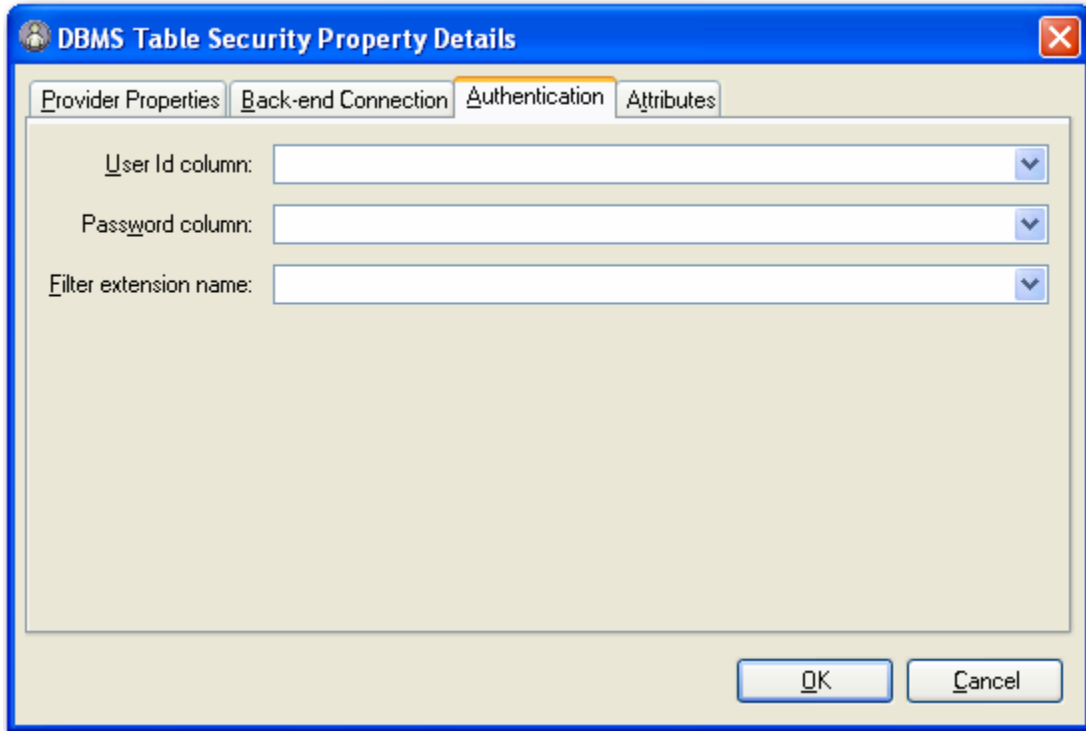 DBMS Table Security Property Details
Provider Properties Back-end Connection Authentication Attributes
User Id column:
Password column:
Filter extension name:
OK Cancel